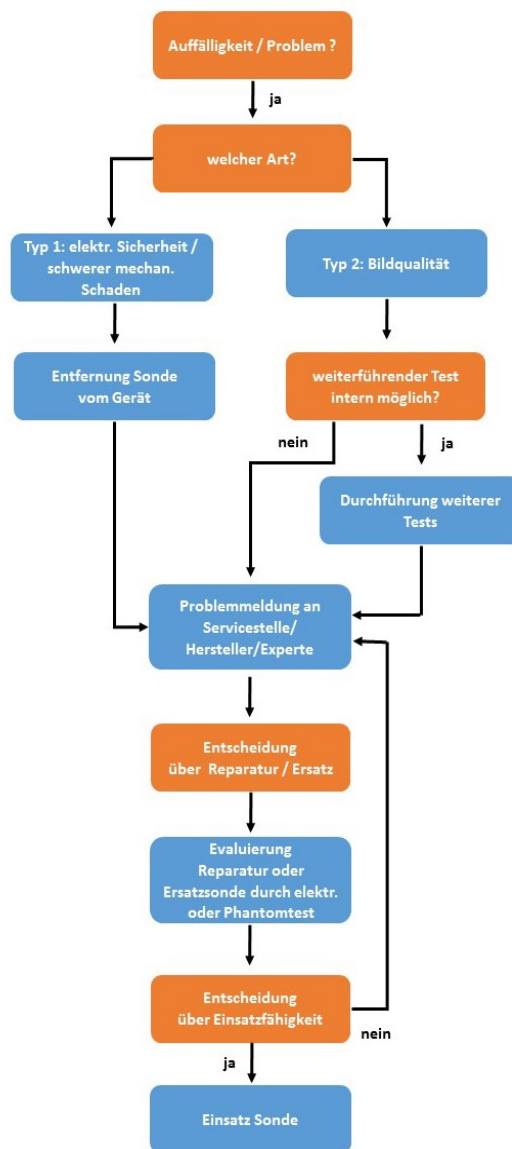 Auffälligkeit / Problem ?
ja
welcher Art?
Typ 1: elektr. Sicherheit /
schwerer mechan.
Schaden
Typ 2: Bildqualität
Entfernung Sonde
vom Gerät
weiterführender Test
intern möglich?
nein
ja
Durchführung weiterer
Tests
Problemmeldung an
Servicestelle/
Hersteller/Experte
Entscheidung
über Reparatur / Ersatz
Evaluierung
Reparatur oder
Ersatzsonde durch elektr.
oder Phantomtest
Entscheidung
über Einsatzfähigkeit
nein
ja
Einsatz Sonde